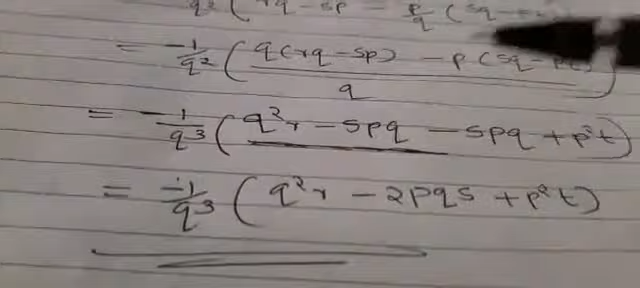 = -1/q² ( q(rq - sp) - p(sq - pt) / q )
= -1/q³ ( q²r - spq - spq + p²t )
= -1/q³ ( q²r - 2pqs + p²t )